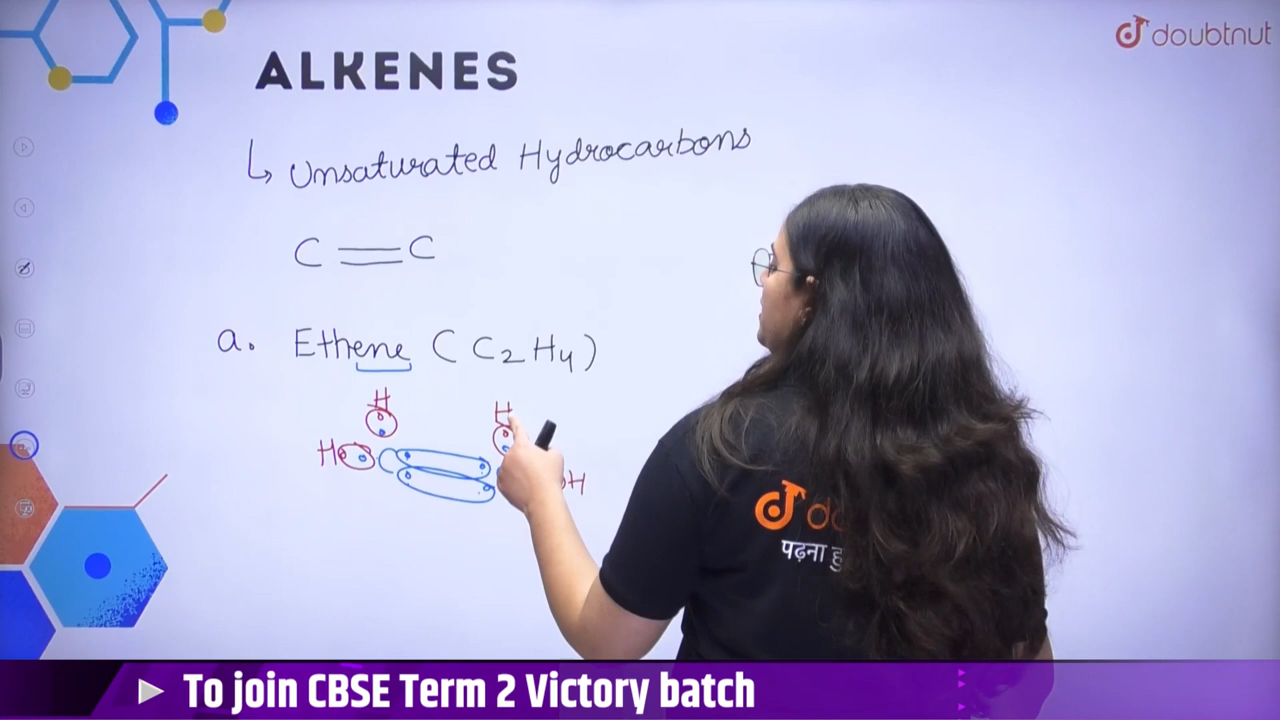 doubtnut
ALKENES
↳ Unsaturated Hydrocarbons
C=C
a. Ethene (C2H4)
H H
H C H
पढ़ना
To join CBSE Term 2 Victory batch